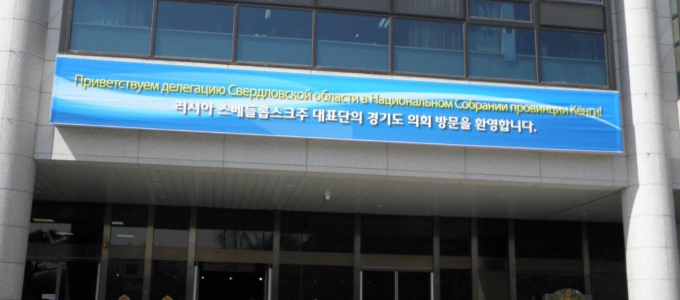 Приветствуем делегацию Свердловской области в Национальном Собрании провинции Кёнги!
러시아 스베들롭스크주 대표단의 경기도 의회 방문을 환영합니다.